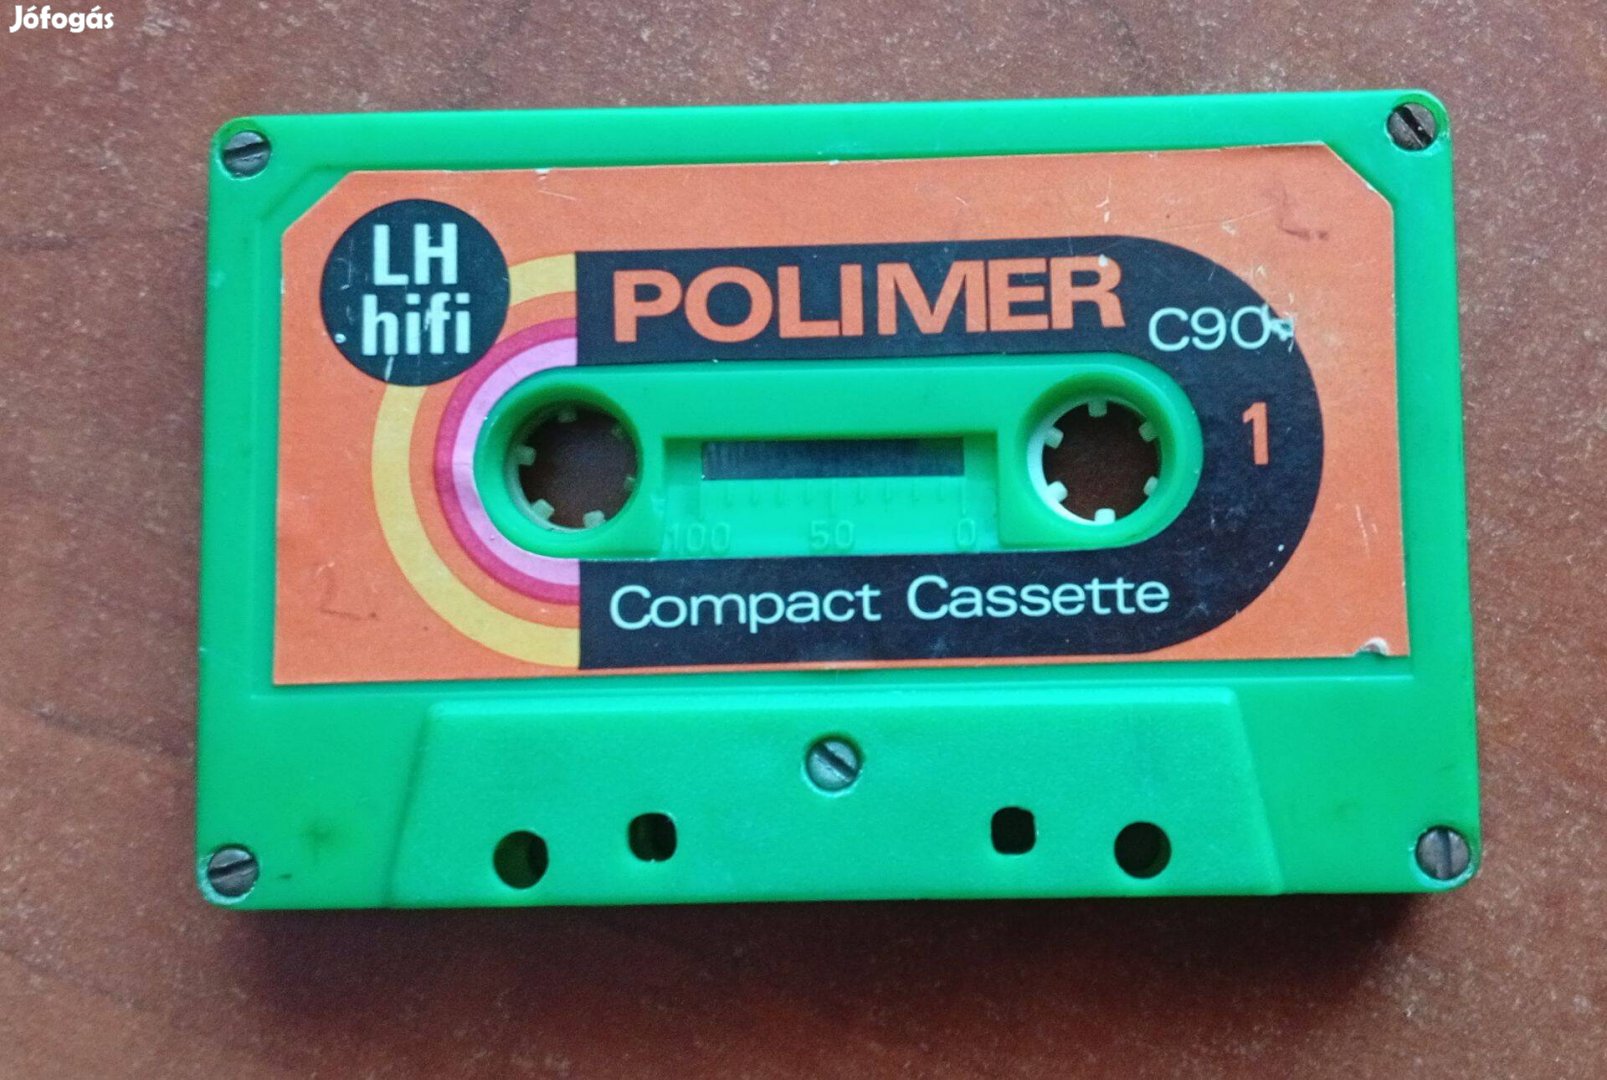 Jófogás
LH
hifi
POLIMER
C90
1
100 50 0
Compact Cassette